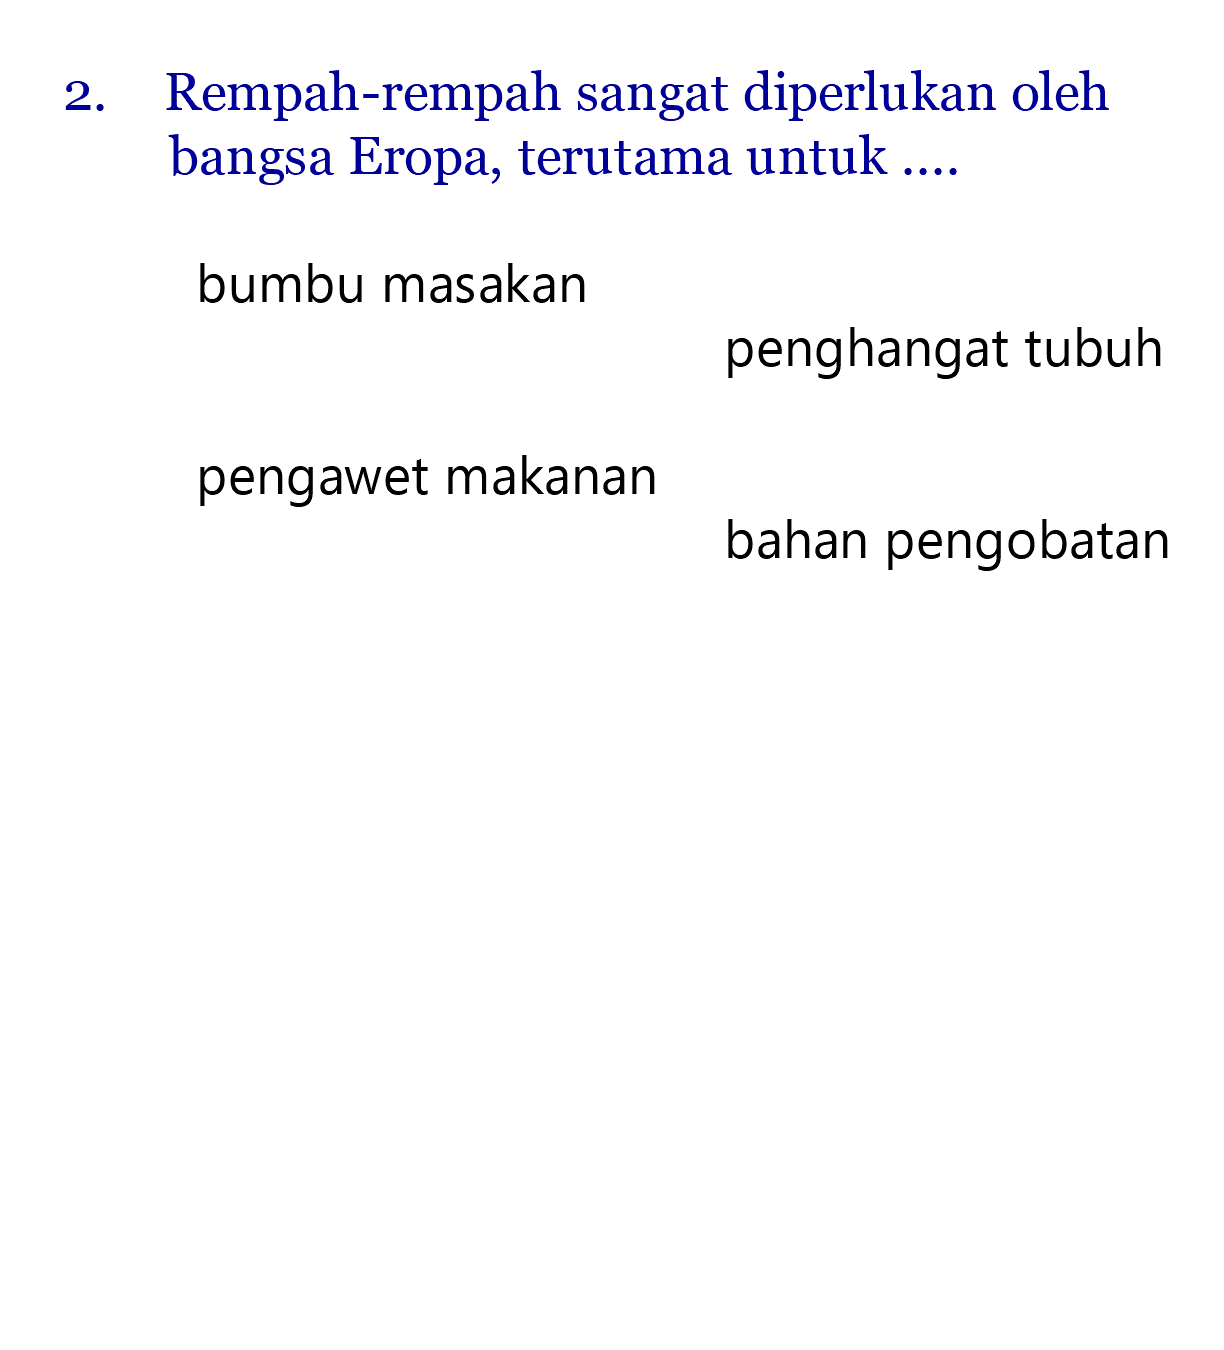 2. Rempah-rempah sangat diperlukan oleh
bangsa Eropa, terutama untuk ....
bumbu masakan
penghangat tubuh
pengawet makanan
bahan pengobatan